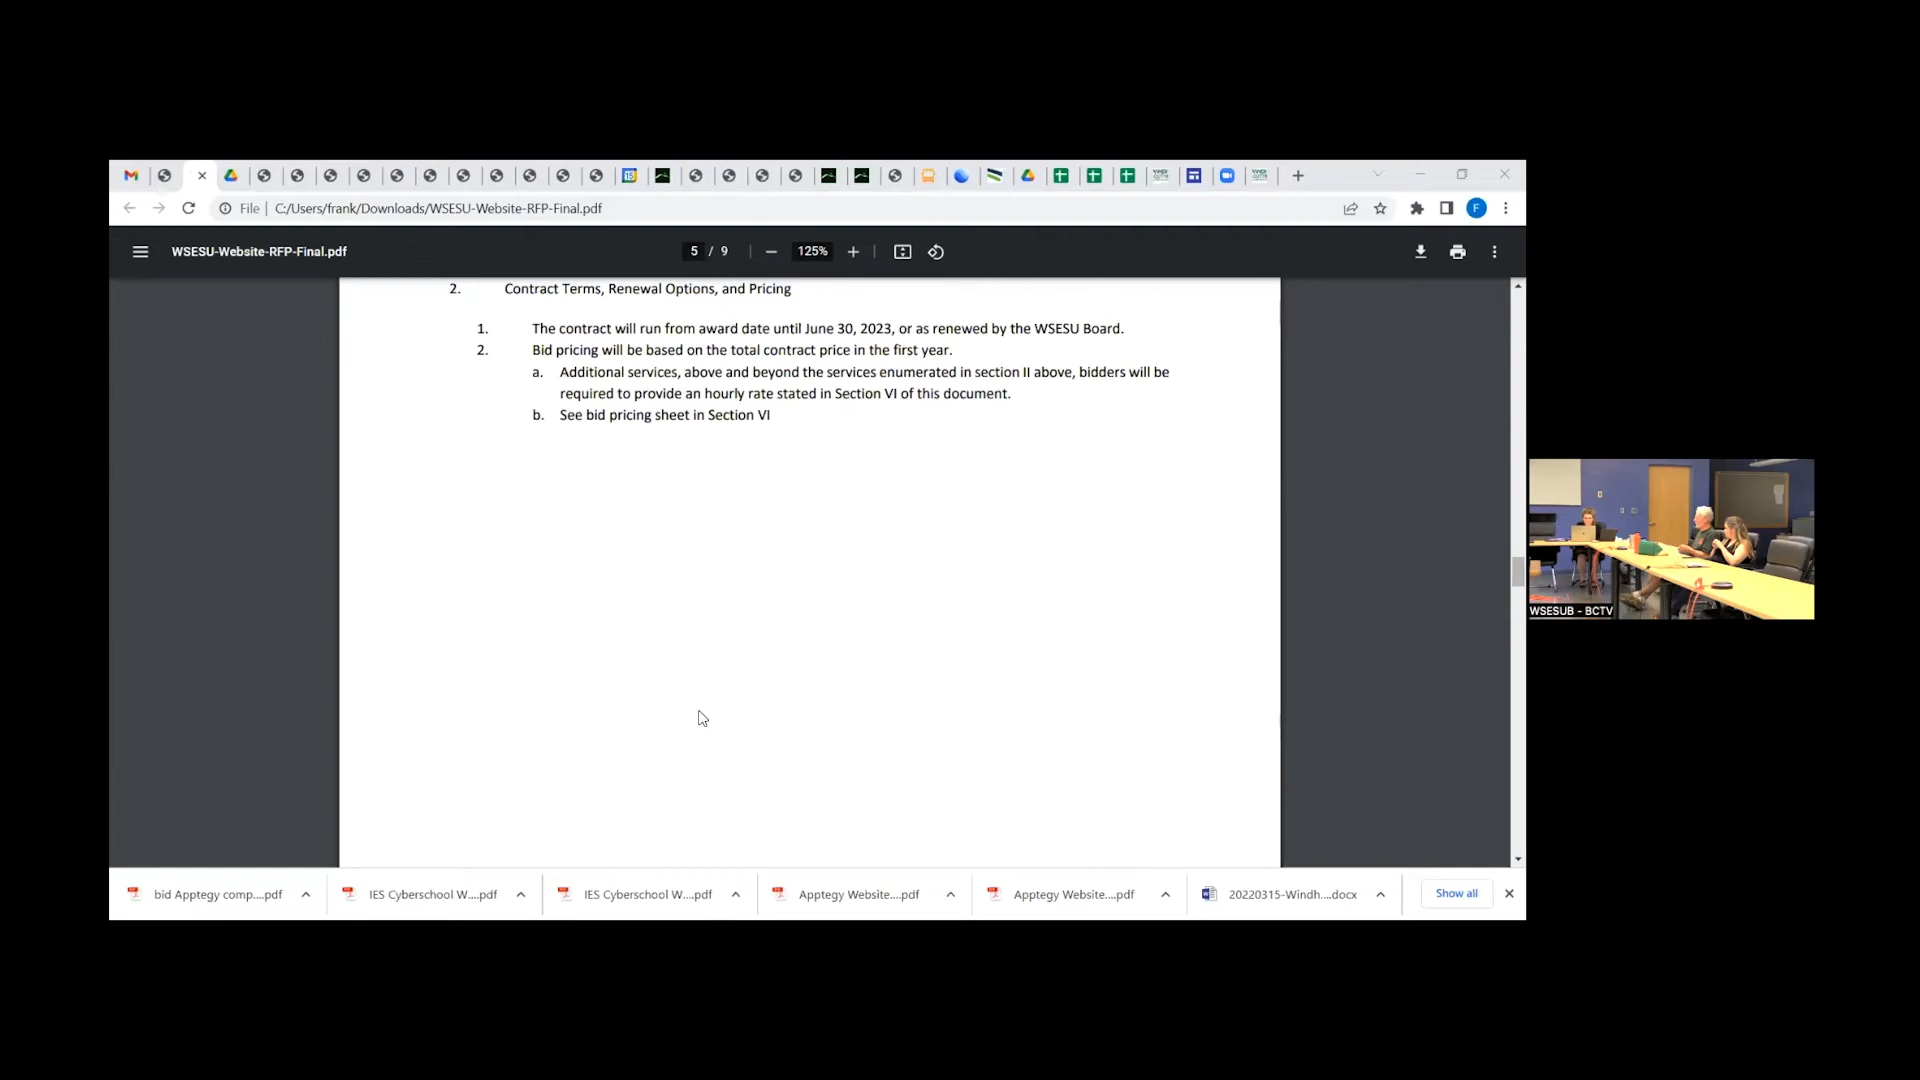 File | C:/Users/frank/Downloads/WSESU-Website-RFP-Final.pdf
F
WSESU-Website-RFP-Final.pdf
5 / 9
125%
2. Contract Terms, Renewal Options, and Pricing
1. The contract will run from award date until June 30, 2023, or as renewed by the WSESU Board.
2. Bid pricing will be based on the total contract price in the first year.
a. Additional services, above and beyond the services enumerated in section II above, bidders will be
required to provide an hourly rate stated in Section VI of this document.
b. See bid pricing sheet in Section VI
WSESUB - BCTV
bid Apptegy comp....pdf
IES Cyberschool W....pdf
IES Cyberschool W....pdf
Apptegy Website....pdf
Apptegy Website....pdf
20220315-Windh....docx
Show all